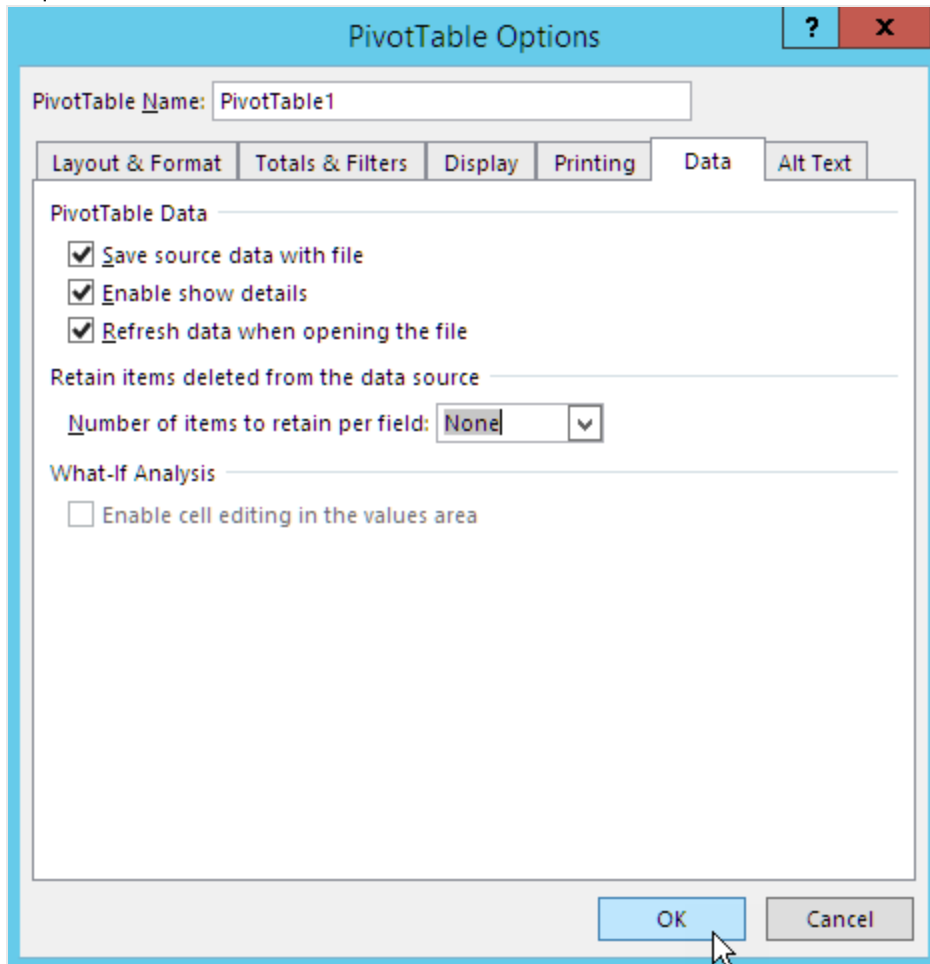 PivotTable Options
? x
PivotTable Name: PivotTable1
Layout & Format Totals & Filters Display Printing Data Alt Text
PivotTable Data
Save source data with file
Enable show details
Refresh data when opening the file
Retain items deleted from the data source
Number of items to retain per field: None
What-If Analysis
Enable cell editing in the values area
OK Cancel